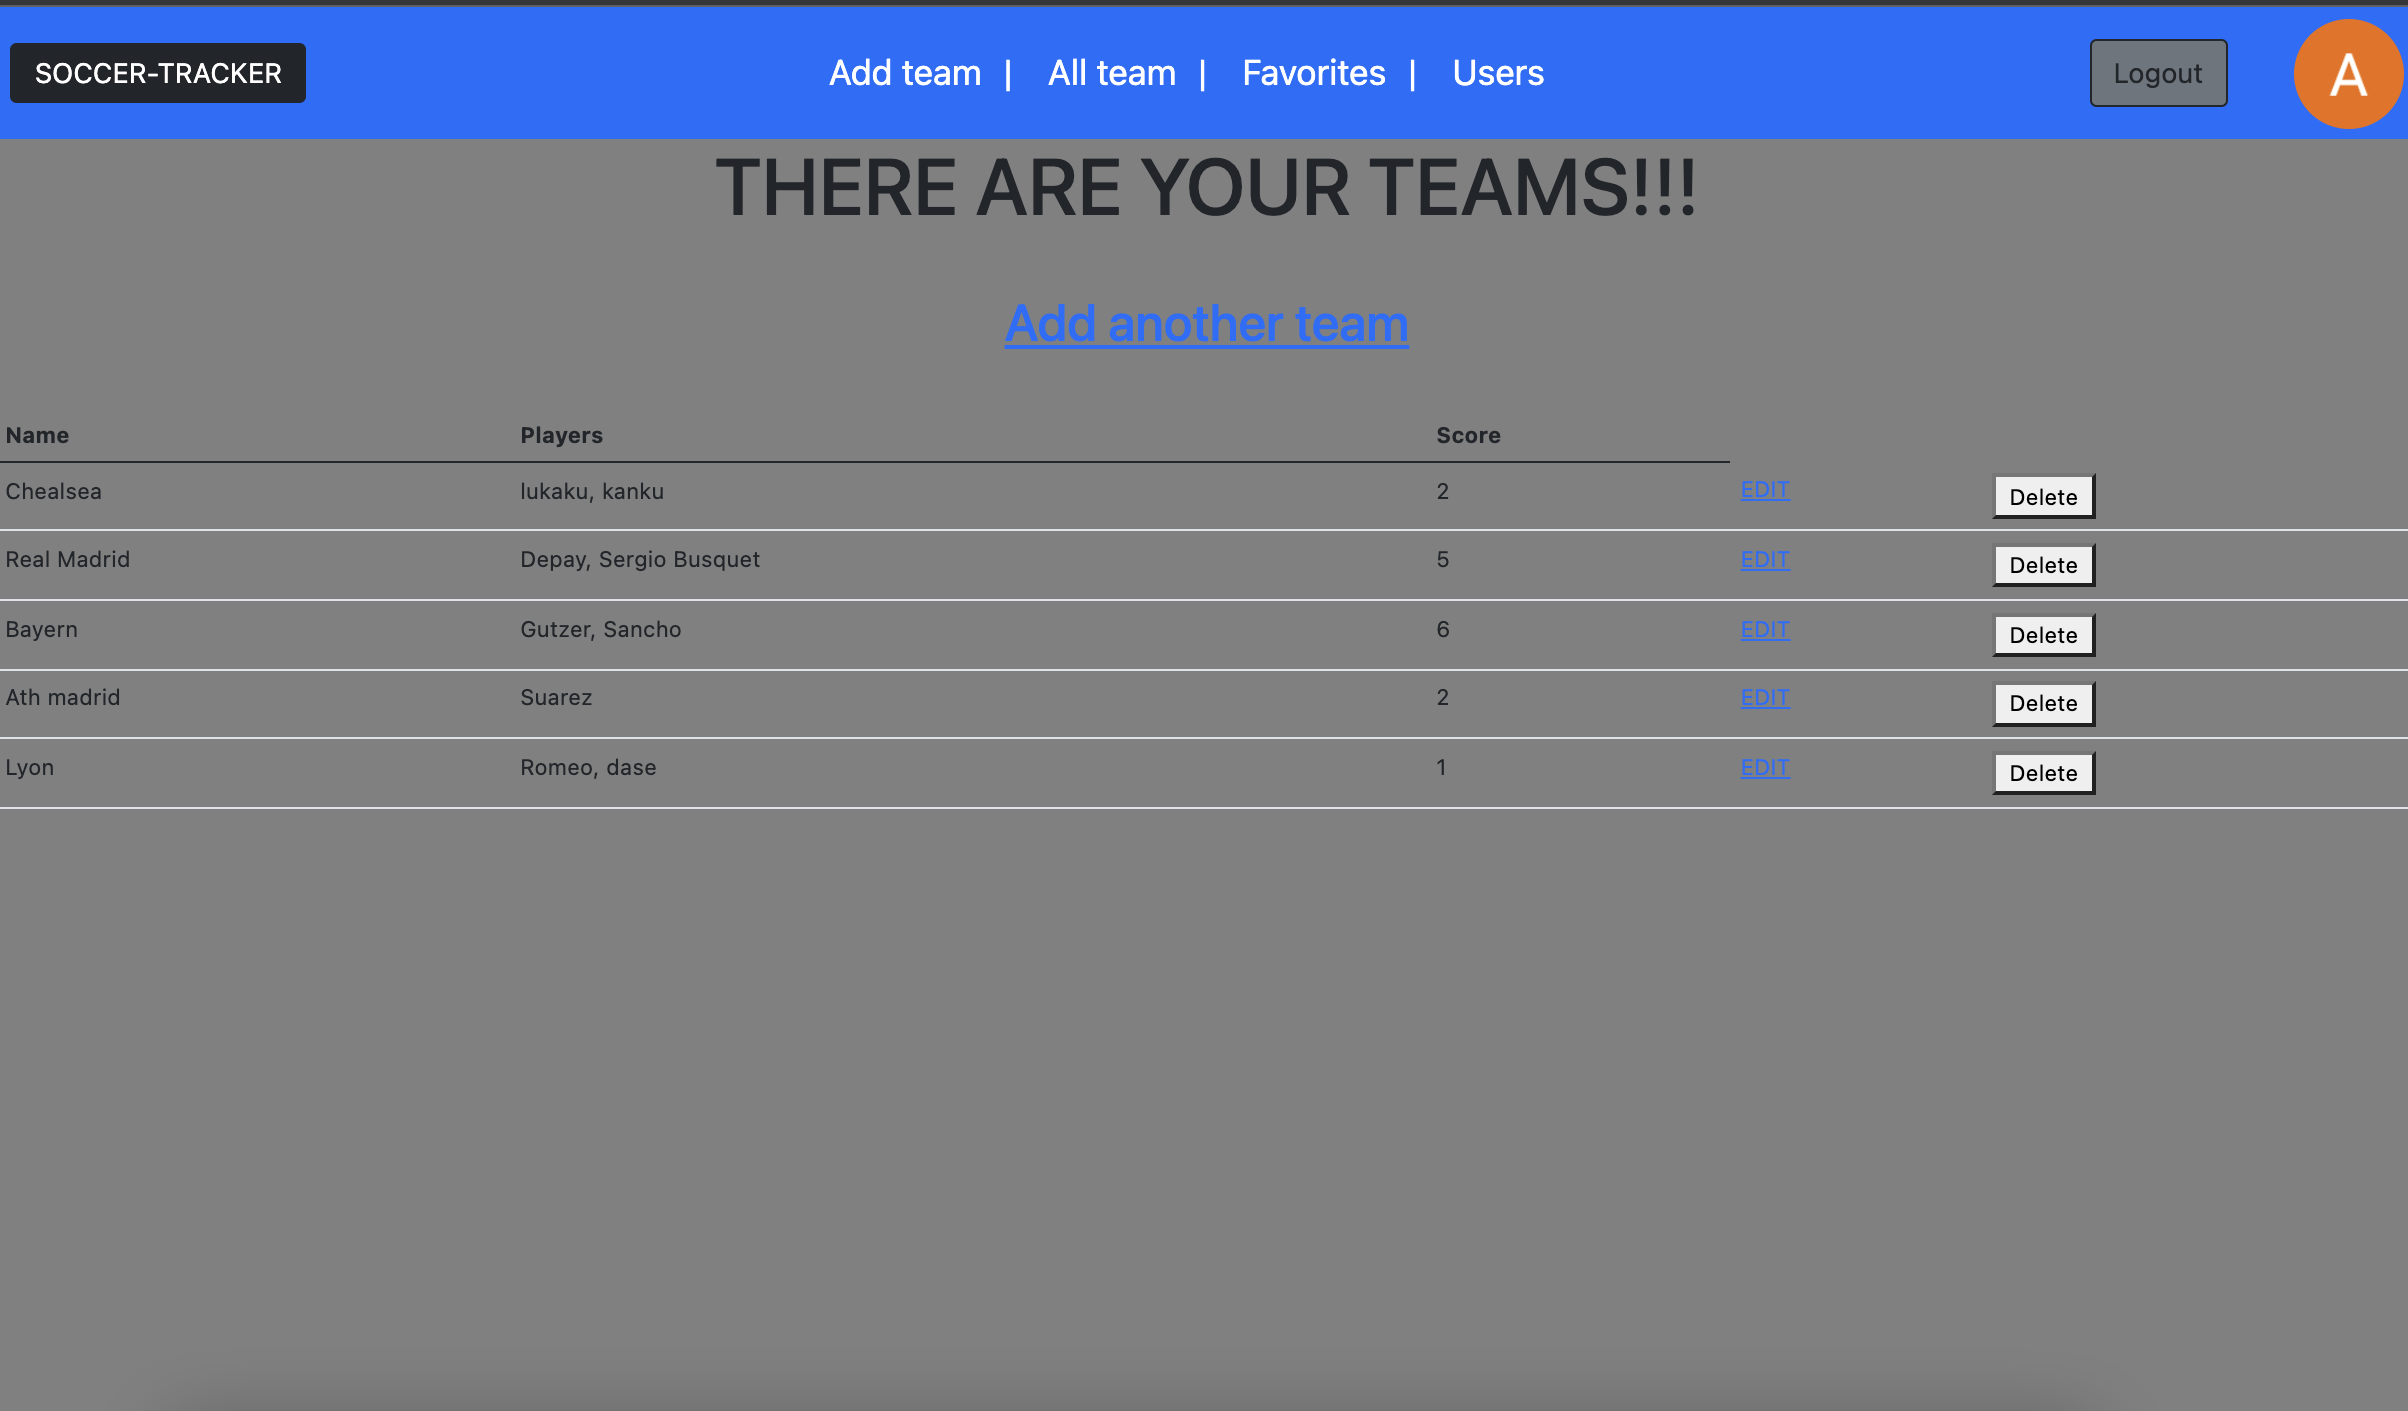 SOCCER-TRACKER Add team | All team | Favorites | Users Logout A
THERE ARE YOUR TEAMS!!!
Add another team
Name Players Score
Chealsea lukaku, kanku 2 EDIT Delete
Real Madrid Depay, Sergio Busquet 5 EDIT Delete
Bayern Gutzer, Sancho 6 EDIT Delete
Ath madrid Suarez 2 EDIT Delete
Lyon Romeo, dase 1 EDIT Delete